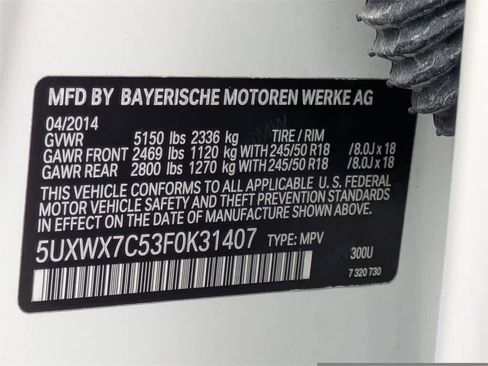 MFD BY BAYERISCHE MOTOREN WERKE AG
04/2014
GVWR 5150 lbs 2336 kg TIRE / RIM
GAWR FRONT 2469 lbs 1120 kg WITH 245/50 R18 /8.0J x 18
GAWR REAR 2800 lbs 1270 kg WITH 245/50 R18 /8.0J x 18
THIS VEHICLE CONFORMS TO ALL APPLICABLE U. S. FEDERAL
MOTOR VEHICLE SAFETY AND THEFT PREVENTION STANDARDS
IN EFFECT ON THE DATE OF MANUFACTURE SHOWN ABOVE.
5UXWX7C53F0K31407 TYPE: MPV
300U
7 320 730